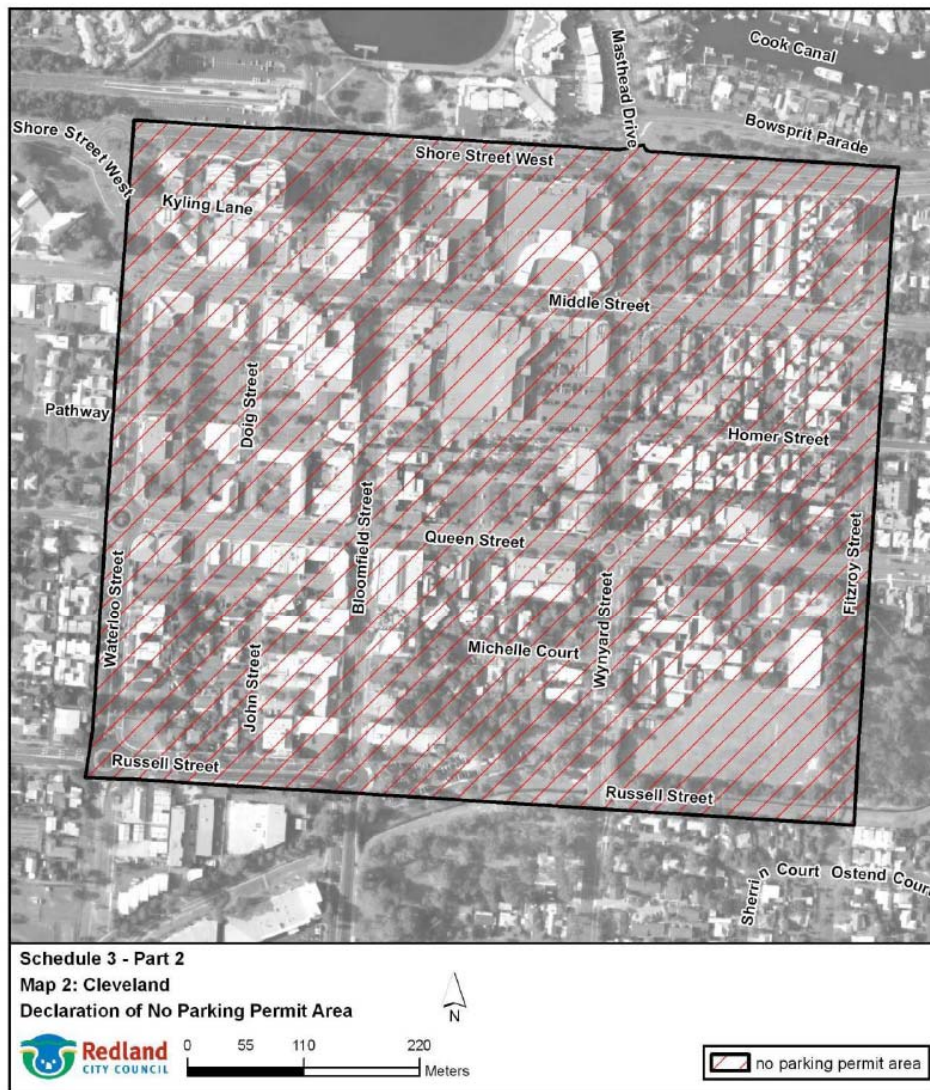 Cook Canal
Masthead Drive
Bowsprit Parade
Shore Street West
Shore Street West
Kyling Lane
Middle Street
Doig Street
Pathway
Homer Street
Bloomfield Street
Queen Street
Waterloo Street
Wynyard Street
Fitzroy Street
Michelle Court
John Street
Russell Street
Russell Street
Sherrin Court
Ostend Court
Schedule 3 - Part 2
Map 2: Cleveland
Declaration of No Parking Permit Area
N
Redland
CITY COUNCIL
0 55 110 220
Meters
no parking permit area